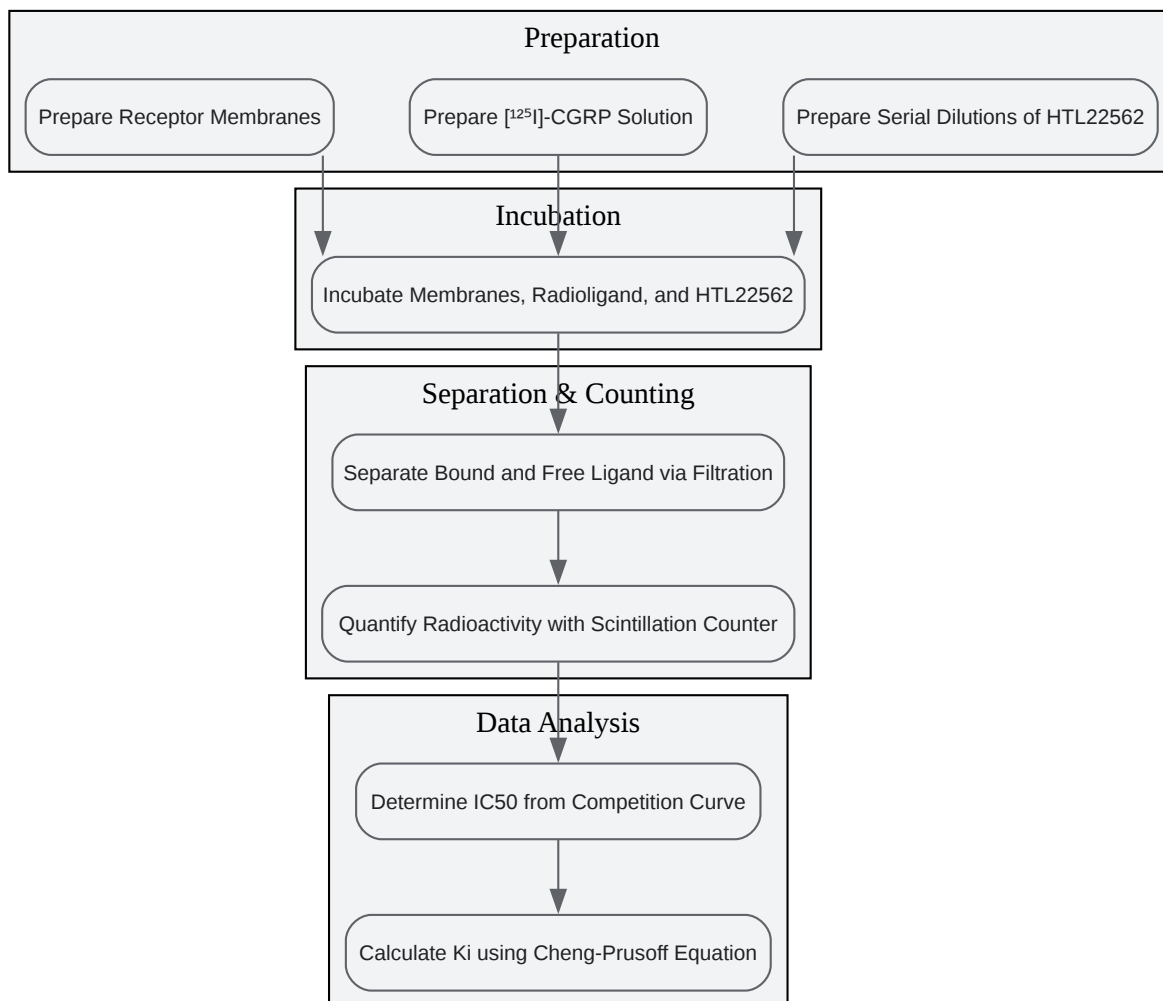 Preparation
Prepare Receptor Membranes
Prepare [¹²⁵I]-CGRP Solution
Prepare Serial Dilutions of HTL22562
Incubation
Incubate Membranes, Radioligand, and HTL22562
Separation & Counting
Separate Bound and Free Ligand via Filtration
Quantify Radioactivity with Scintillation Counter
Data Analysis
Determine IC50 from Competition Curve
Calculate Ki using Cheng-Prusoff Equation